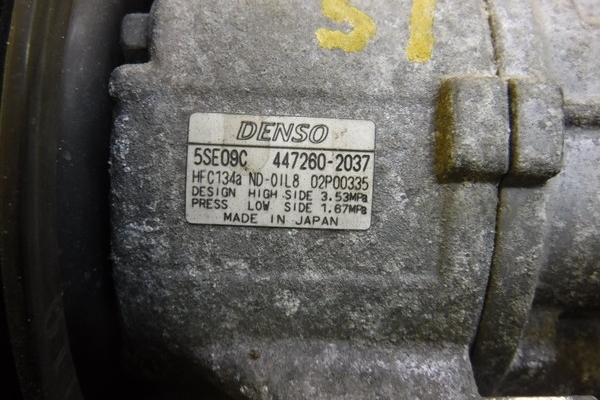 51
DENSO
5SE09C 447260-2037
HFC134a ND-OIL8 02P00335
DESIGN HIGH SIDE 3.53MPa
PRESS LOW SIDE 1.67MPa
MADE IN JAPAN